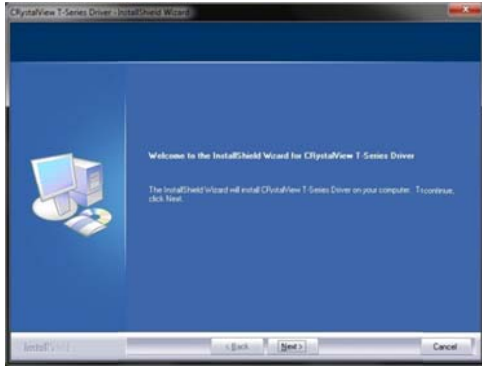 CRystalView T-Series Driver - InstallShield Wizard
Welcome to the InstallShield Wizard for CRystalView T-Series Driver
The InstallShield Wizard will install CRystalView T-Series Driver on your computer. To continue,
click Next.
InstallShield
< Back
Next >
Cancel